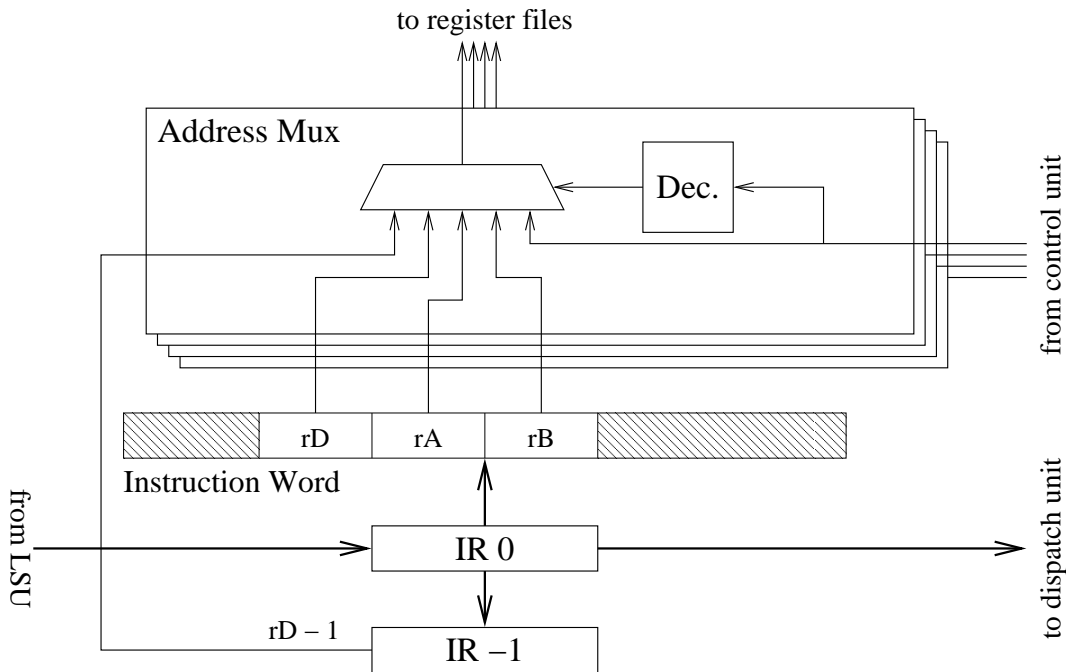 to register files
Address Mux
Dec.
from control unit
rD
rA
rB
Instruction Word
from LSU
IR 0
to dispatch unit
rD − 1
IR −1